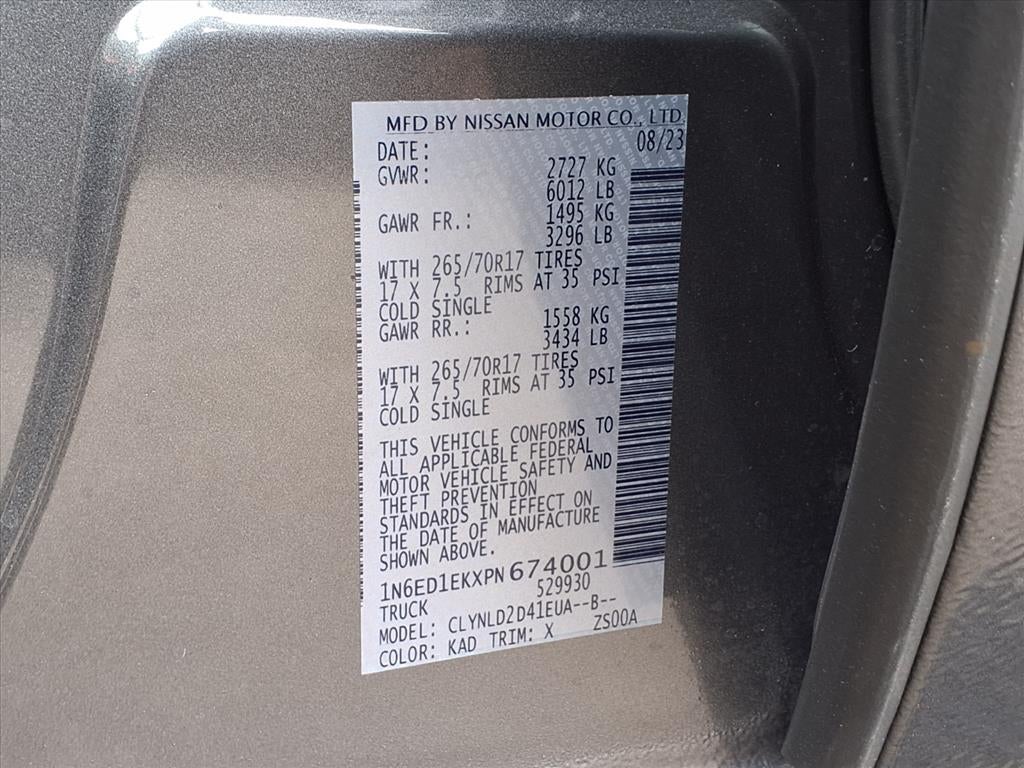 MFD BY NISSAN MOTOR CO., LTD.
DATE: 08/23
GVWR: 2727 KG
6012 LB
GAWR FR.: 1495 KG
3296 LB
WITH 265/70R17 TIRES
17 X 7.5 RIMS AT 35 PSI
COLD SINGLE
GAWR RR.: 1558 KG
3434 LB
WITH 265/70R17 TIRES
17 X 7.5 RIMS AT 35 PSI
COLD SINGLE
THIS VEHICLE CONFORMS TO
ALL APPLICABLE FEDERAL
MOTOR VEHICLE SAFETY AND
THEFT PREVENTION
STANDARDS IN EFFECT ON
THE DATE OF MANUFACTURE
SHOWN ABOVE.
1N6ED1EKXPN674001
TRUCK 529930
MODEL: CLYNLD2D41EUA--B--
COLOR: KAD TRIM: X ZS00A